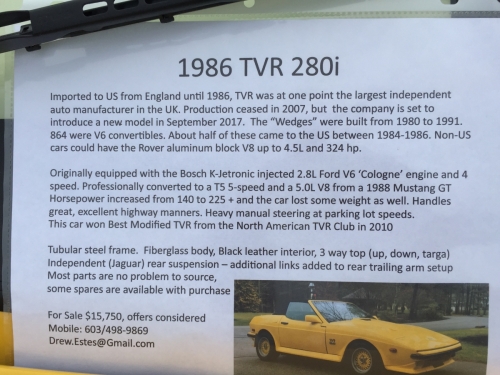 1986 TVR 280i
Imported to US from England until 1986, TVR was at one point the largest independent
auto manufacturer in the UK. Production ceased in 2007, but the company is set to
introduce a new model in September 2017. The “Wedges” were built from 1980 to 1991.
864 were V6 convertibles. About half of these came to the US between 1984-1986. Non-US
cars could have the Rover aluminum block V8 up to 4.5L and 324 hp.
Originally equipped with the Bosch K-Jetronic injected 2.8L Ford V6 ‘Cologne’ engine and 4
speed. Professionally converted to a T5 5-speed and a 5.0L V8 from a 1988 Mustang GT
Horsepower increased from 140 to 225 + and the car lost some weight as well. Handles
great, excellent highway manners. Heavy manual steering at parking lot speeds.
This car won Best Modified TVR from the North American TVR Club in 2010
Tubular steel frame. Fiberglass body, Black leather interior, 3 way top (up, down, targa)
Independent (Jaguar) rear suspension – additional links added to rear trailing arm setup
Most parts are no problem to source,
some spares are available with purchase
For Sale $15,750, offers considered
Mobile: 603/498-9869
Drew.Estes@Gmail.com